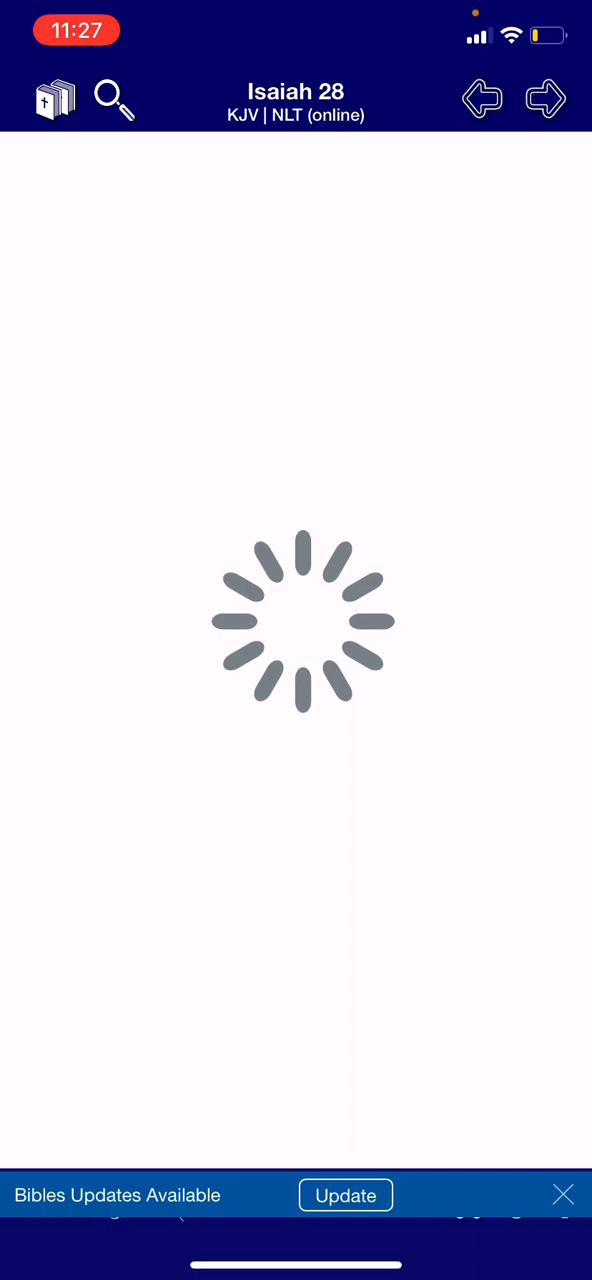 11:27
Isaiah 28
KJV | NLT (online)
Bibles Updates Available
Update